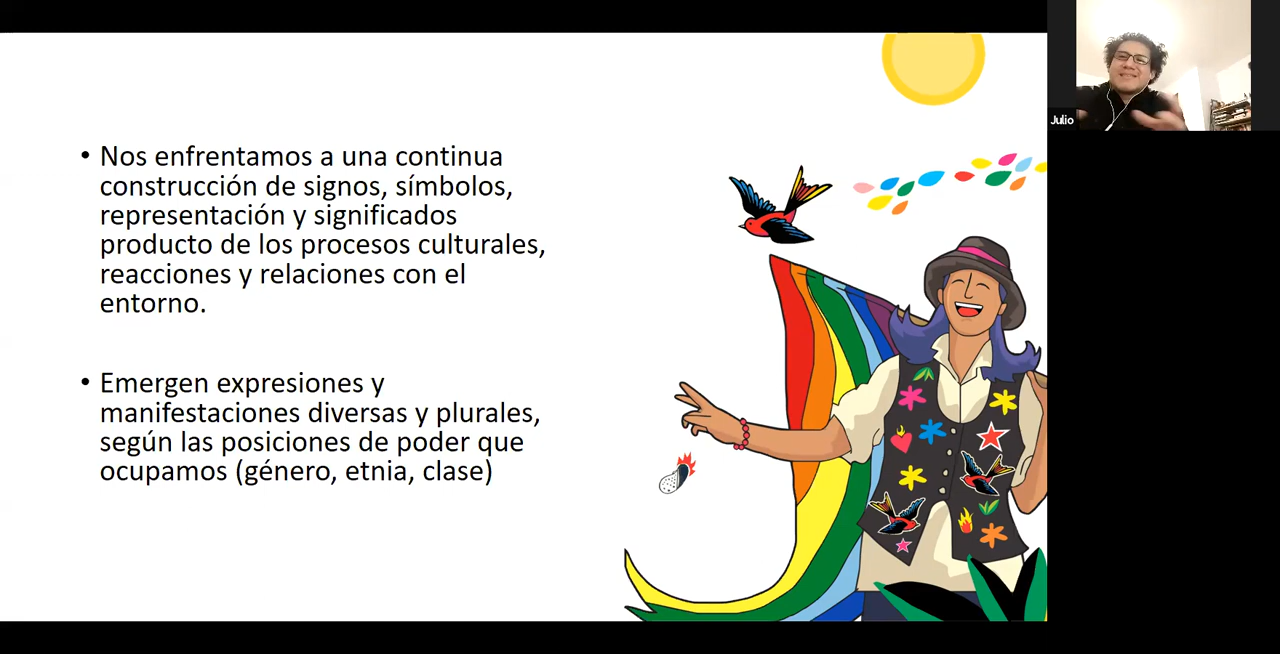 • Nos enfrentamos a una continua
construcción de signos, símbolos,
representación y significados
producto de los procesos culturales,
reacciones y relaciones con el
entorno.
• Emergen expresiones y
manifestaciones diversas y plurales,
según las posiciones de poder que
ocupamos (género, etnia, clase)
Julio